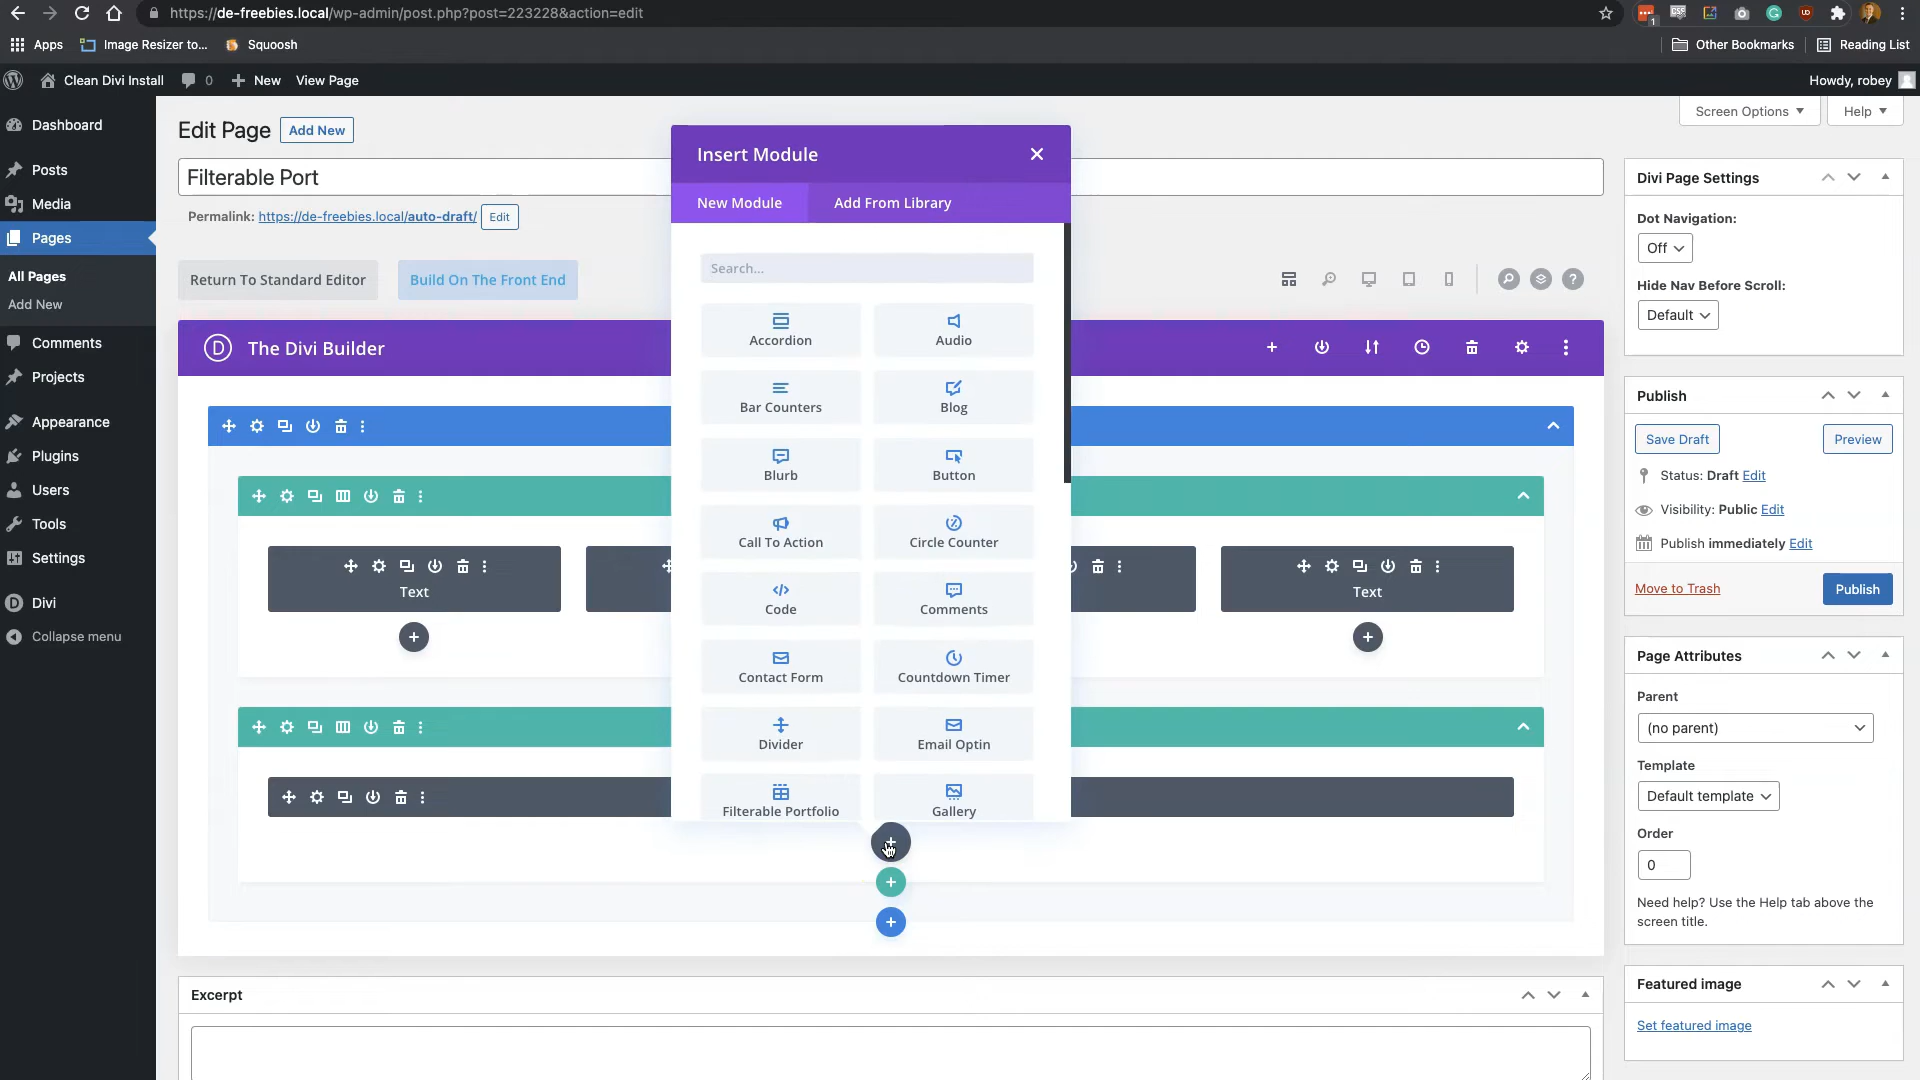 https://de-freebies.local/wp-admin/post.php?post=223228&action=edit
1
Apps
Image Resizer to...
Squoosh
Other Bookmarks
Reading List
Clean Divi Install
0
New
View Page
Howdy, robey
Dashboard
Posts
Media
Pages
All Pages
Add New
Comments
Projects
Appearance
Plugins
Users
Tools
Settings
Divi
Collapse menu
Screen Options
Help
Edit Page
Add New
Filterable Port
Permalink: https://de-freebies.local/auto-draft/ Edit
Return To Standard Editor
Build On The Front End
The Divi Builder
Text
Text
Insert Module
New Module
Add From Library
Search...
Accordion
Audio
Bar Counters
Blog
Blurb
Button
Call To Action
Circle Counter
Code
Comments
Contact Form
Countdown Timer
Divider
Email Optin
Filterable Portfolio
Gallery
Excerpt
Divi Page Settings
Dot Navigation:
Off
Hide Nav Before Scroll:
Default
Publish
Save Draft
Preview
Status: Draft Edit
Visibility: Public Edit
Publish immediately Edit
Move to Trash
Publish
Page Attributes
Parent
(no parent)
Template
Default template
Order
0
Need help? Use the Help tab above the
screen title.
Featured image
Set featured image